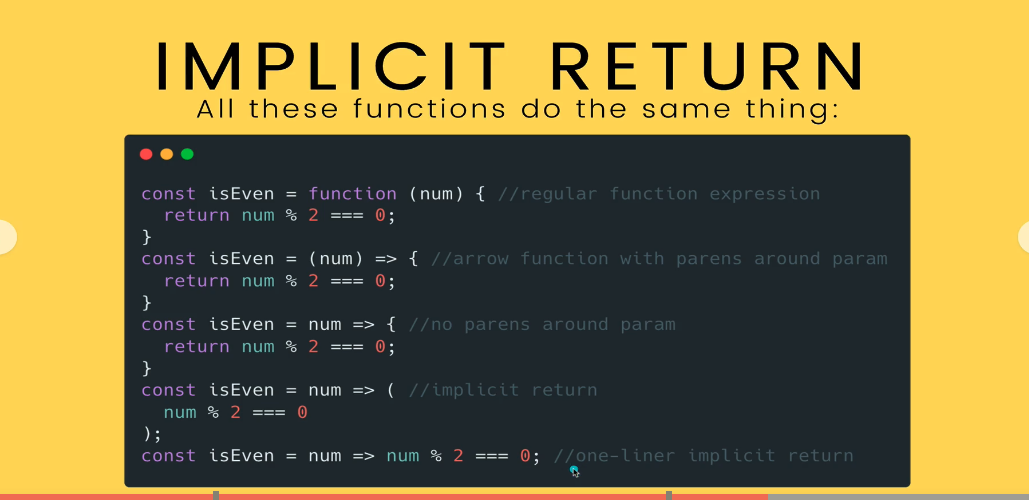 IMPLICIT RETURN
All these functions do the same thing:
const isEven = function (num) { //regular function expression
  return num % 2 === 0;
}
const isEven = (num) => { //arrow function with parens around param
  return num % 2 === 0;
}
const isEven = num => { //no parens around param
  return num % 2 === 0;
}
const isEven = num => ( //implicit return
  num % 2 === 0
);
const isEven = num => num % 2 === 0; //one-liner implicit return